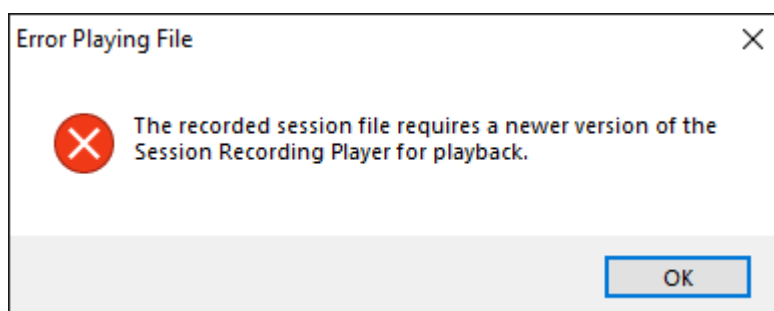 Error Playing File
The recorded session file requires a newer version of the
Session Recording Player for playback.
OK